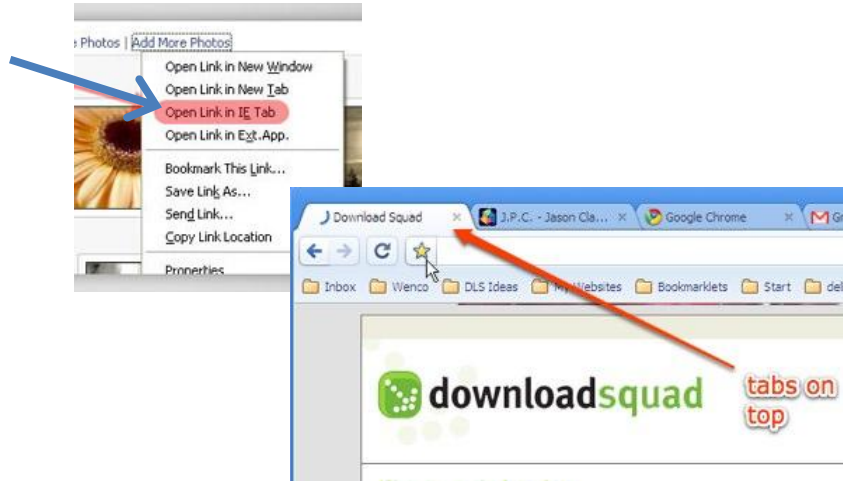 Photos | Add More Photos
Open Link in New Window
Open Link in New Tab
Open Link in IE Tab
Open Link in Ext.App.
Bookmark This Link...
Save Link As...
Send Link...
Copy Link Location
Properties
Download Squad J.P.C. - Jason Cla... Google Chrome
Inbox Wenco DLS Ideas My Websites Bookmarklets Start del
downloadsquad
tabs on
top